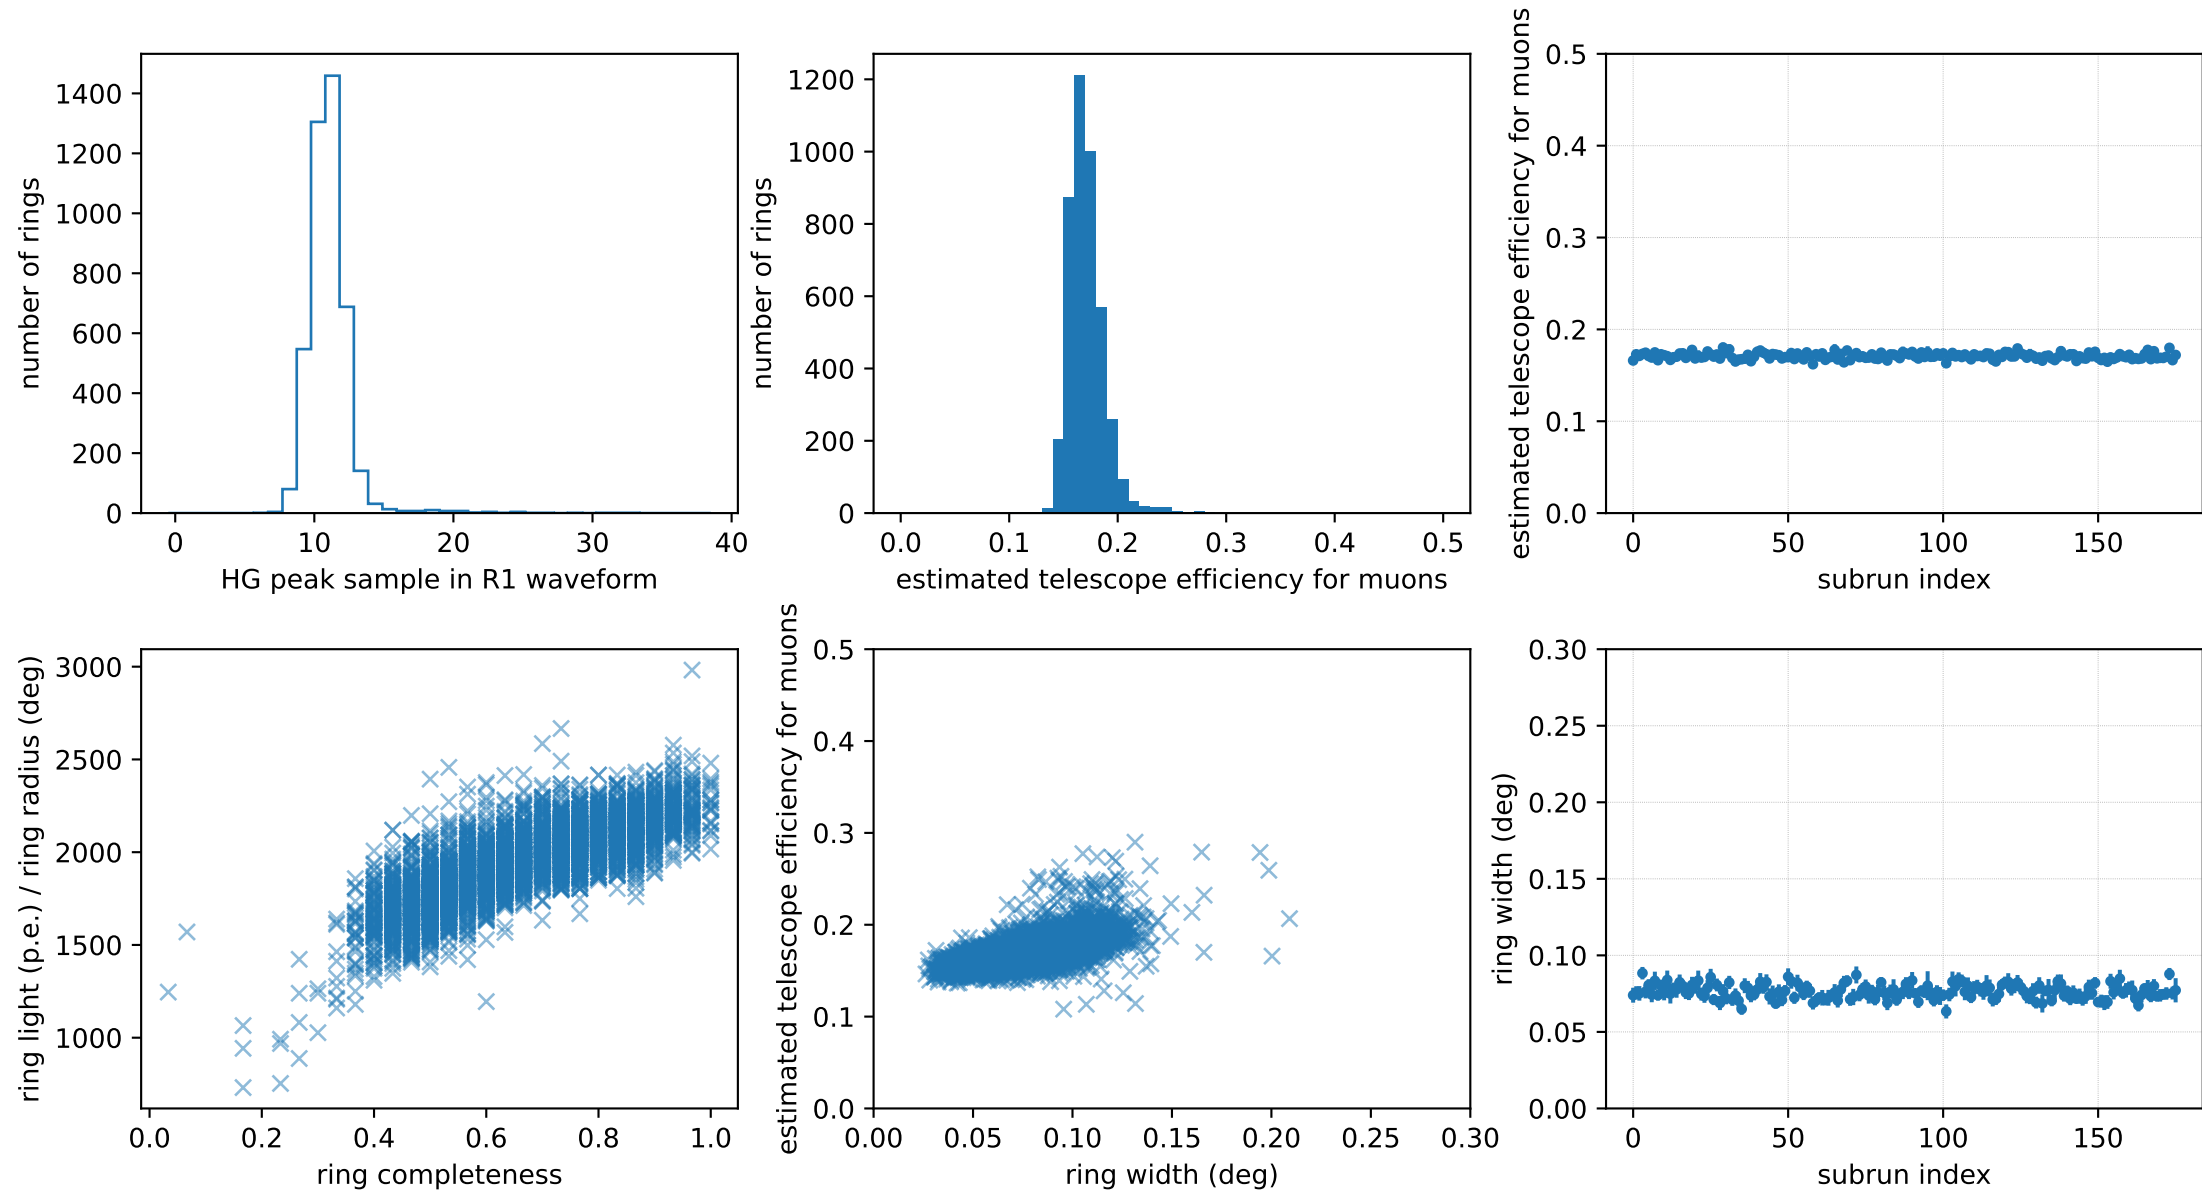 number of rings
1400
1200
1000
800
600
400
200
0
0 10 20 30 40
HG peak sample in R1 waveform
number of rings
1200
1000
800
600
400
200
0
0.0 0.1 0.2 0.3 0.4 0.5
estimated telescope efficiency for muons
estimated telescope efficiency for muons
0.5
0.4
0.3
0.2
0.1
0.0
0 50 100 150
subrun index
ring light (p.e.) / ring radius (deg)
3000
2500
2000
1500
1000
0.0 0.2 0.4 0.6 0.8 1.0
ring completeness
estimated telescope efficiency for muons
0.5
0.4
0.3
0.2
0.1
0.0
0.00 0.05 0.10 0.15 0.20 0.25 0.30
ring width (deg)
ring width (deg)
0.30
0.25
0.20
0.15
0.10
0.05
0.00
0 50 100 150
subrun index